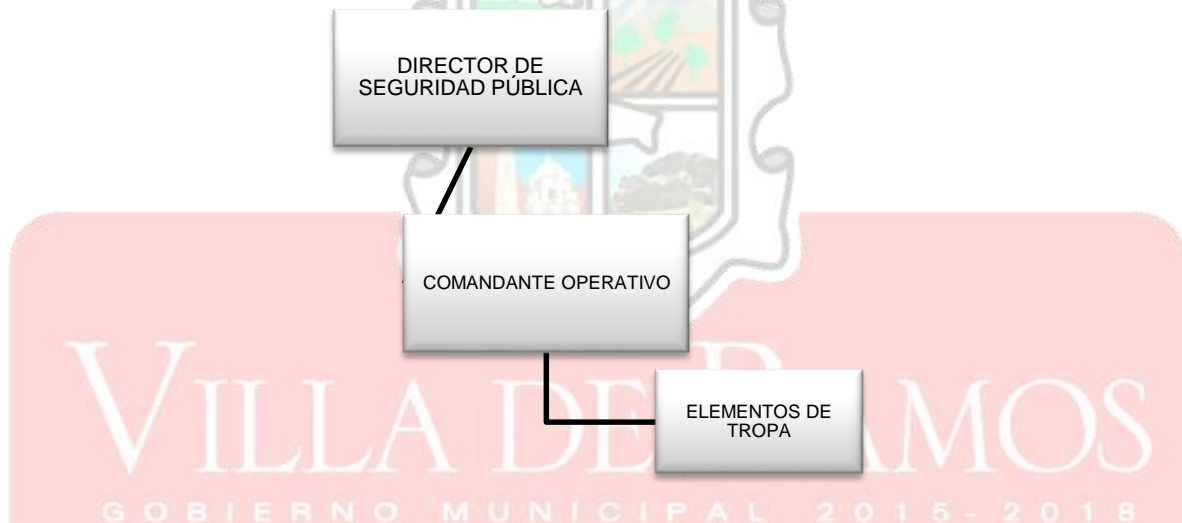 DIRECTOR DE
SEGURIDAD PÚBLICA
COMANDANTE OPERATIVO
ELEMENTOS DE
TROPA
VILLA DE RAMOS
GOBIERNO MUNICIPAL 2015-2018